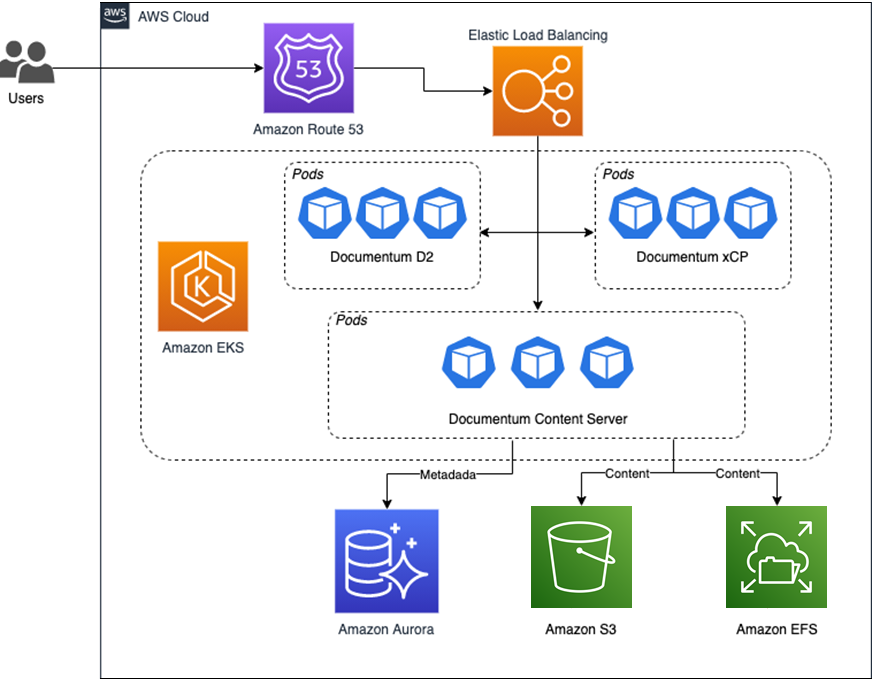 aws
AWS Cloud
Users
53
Amazon Route 53
Elastic Load Balancing
Pods
Documentum D2
Pods
Documentum xCP
K
Amazon EKS
Pods
Documentum Content Server
Metadada
Content
Content
Amazon Aurora
Amazon S3
Amazon EFS